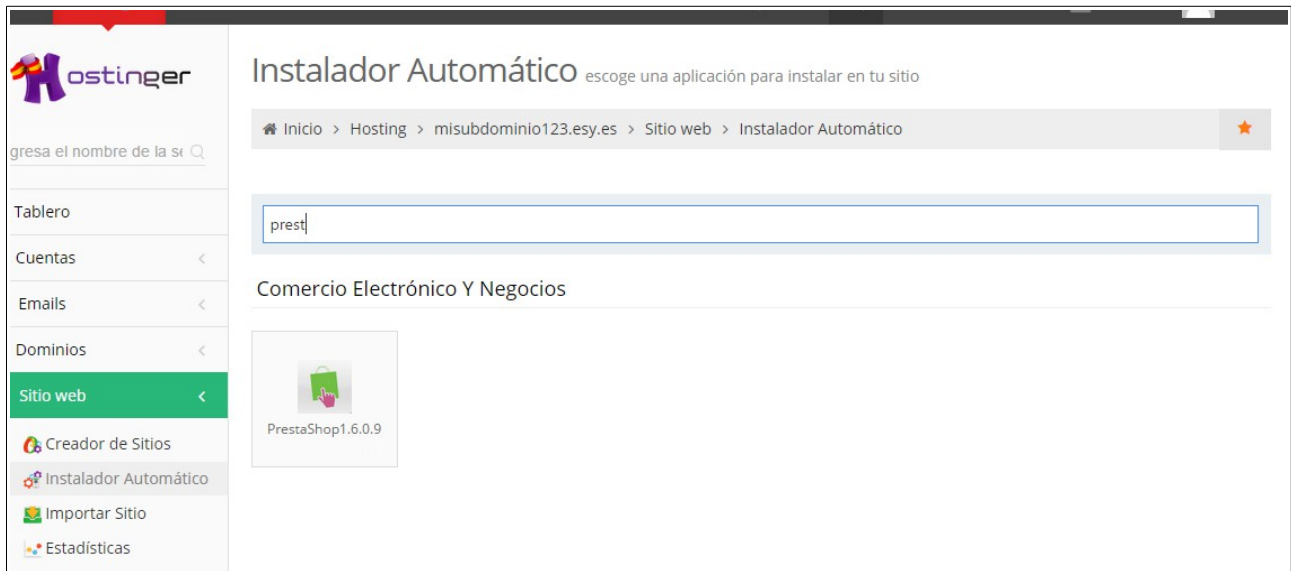 Hostinger
gresa el nombre de la se
Tablero
Cuentas
Emails
Dominios
Sitio web
Creador de Sitios
Instalador Automático
Importar Sitio
Estadísticas
Instalador Automático escoge una aplicación para instalar en tu sitio
Inicio > Hosting > misubdominio123.esy.es > Sitio web > Instalador Automático
prest
Comercio Electrónico Y Negocios
PrestaShop1.6.0.9